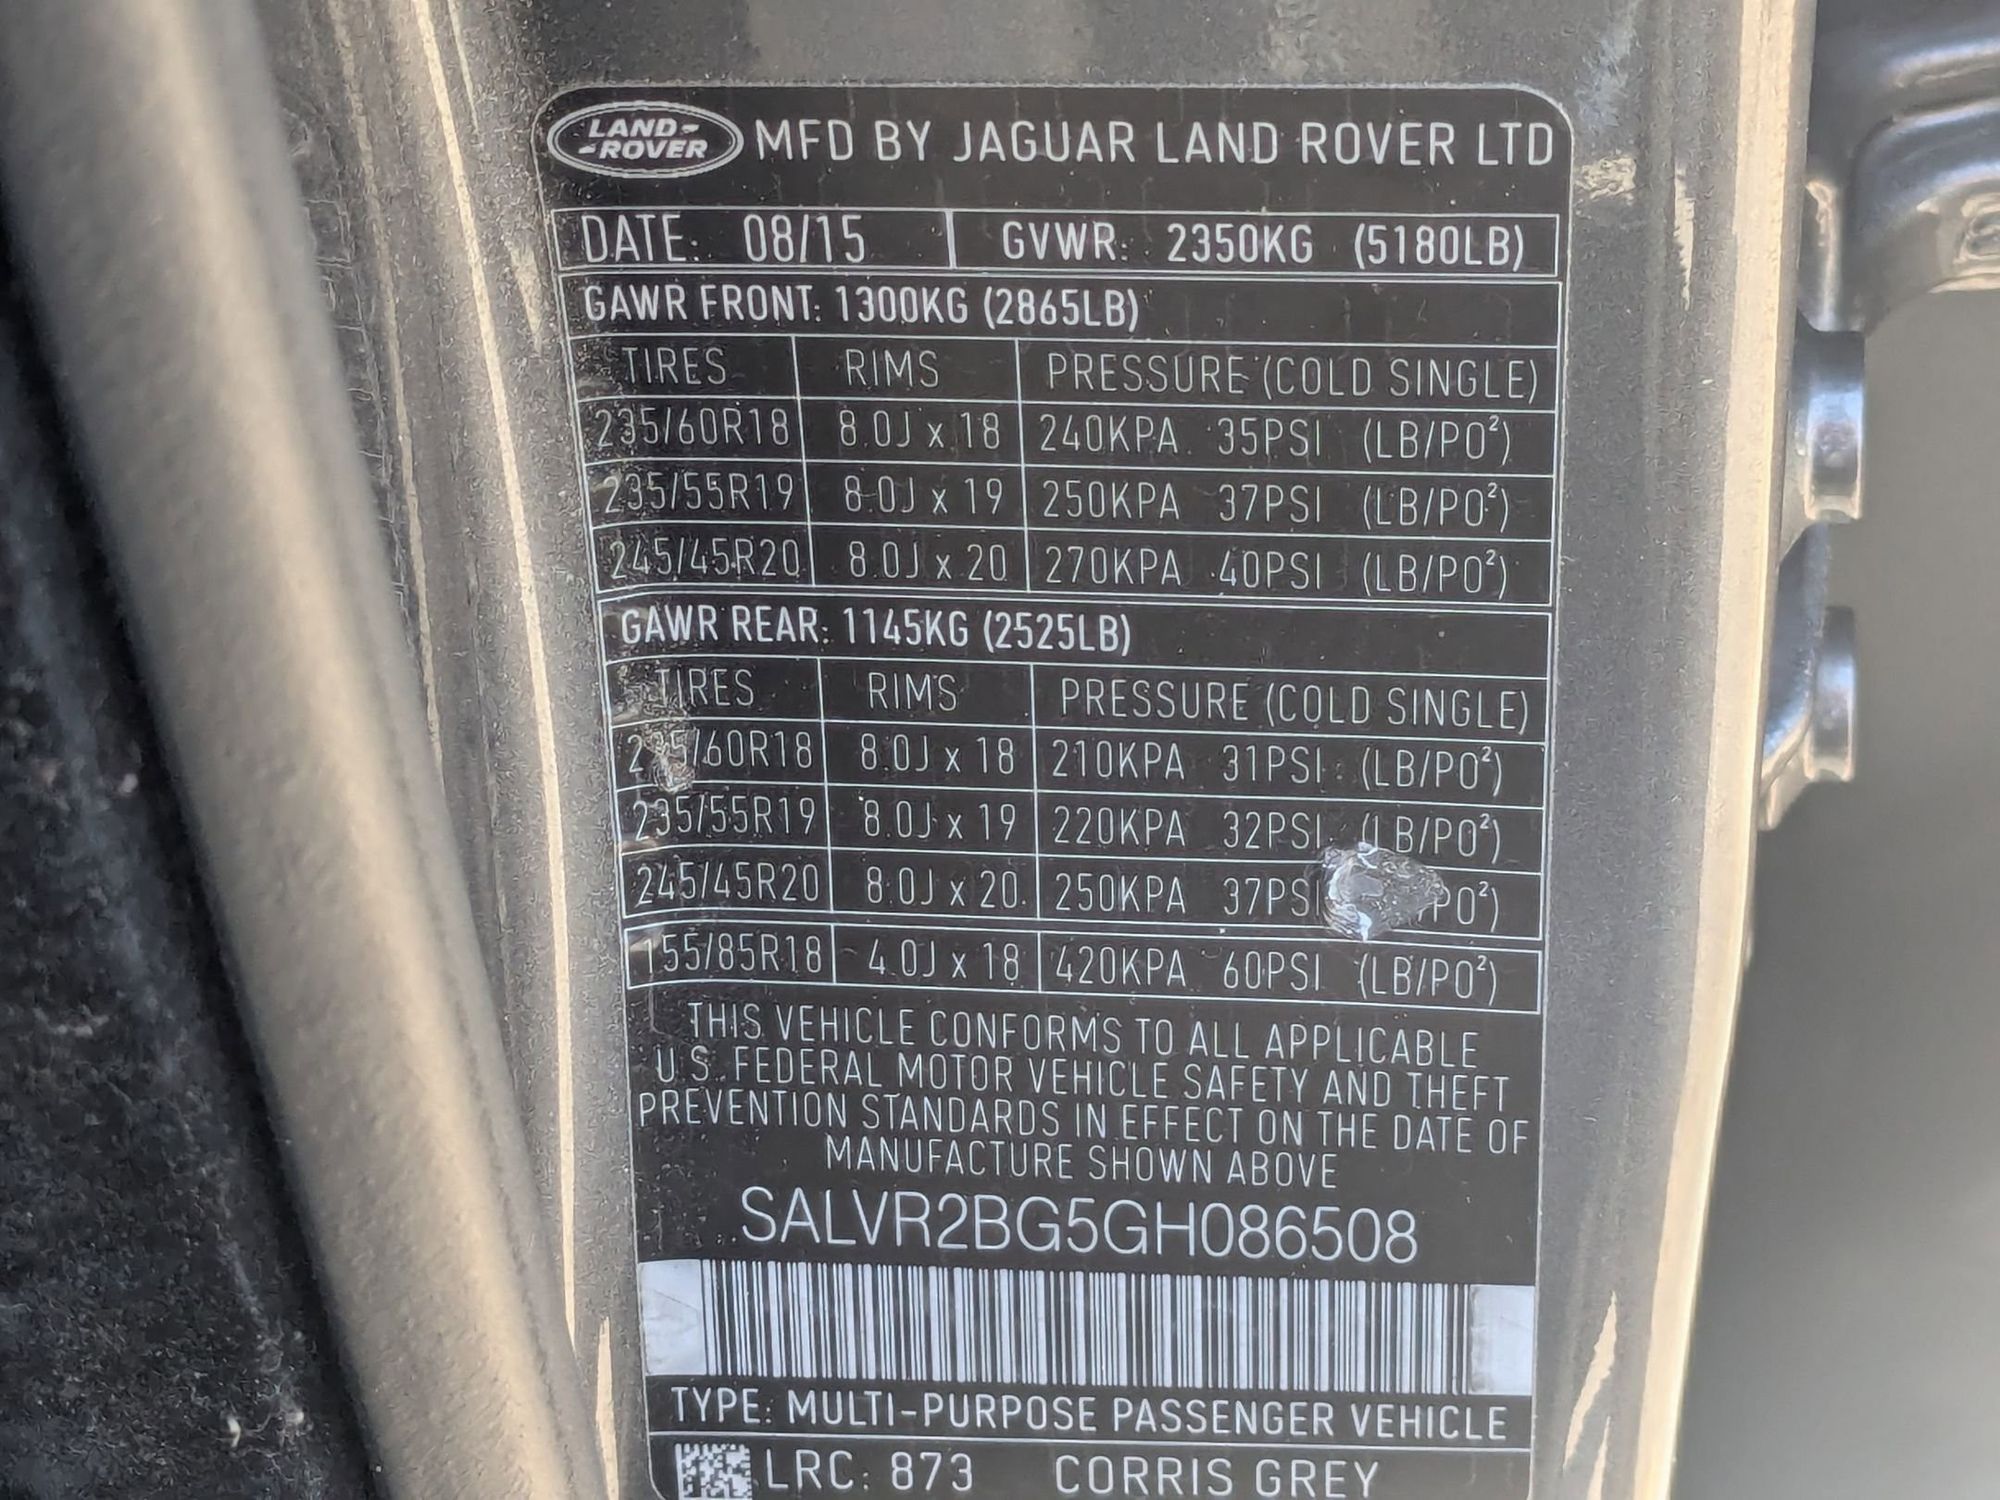 LAND ROVER MFD BY JAGUAR LAND ROVER LTD
DATE: 08/15 GVWR: 2350KG (5180LB)
GAWR FRONT: 1300KG (2865LB)
TIRES RIMS PRESSURE (COLD SINGLE)
235/60R18 8.0J x 18 240KPA 35PSI (LB/PO²)
235/55R19 8.0J x 19 250KPA 37PSI (LB/PO²)
245/45R20 8.0J x 20 270KPA 40PSI (LB/PO²)
GAWR REAR: 1145KG (2525LB)
TIRES RIMS PRESSURE (COLD SINGLE)
235/60R18 8.0J x 18 210KPA 31PSI (LB/PO²)
235/55R19 8.0J x 19 220KPA 32PSI (LB/PO²)
245/45R20 8.0J x 20 250KPA 37PSI
155/85R18 4.0J x 18 420KPA 60PSI (LB/PO²)
THIS VEHICLE CONFORMS TO ALL APPLICABLE
U.S. FEDERAL MOTOR VEHICLE SAFETY AND THEFT
PREVENTION STANDARDS IN EFFECT ON THE DATE OF
MANUFACTURE SHOWN ABOVE
SALVR2BG5GH086508
TYPE: MULTI-PURPOSE PASSENGER VEHICLE
LRC: 873 CORRIS GREY